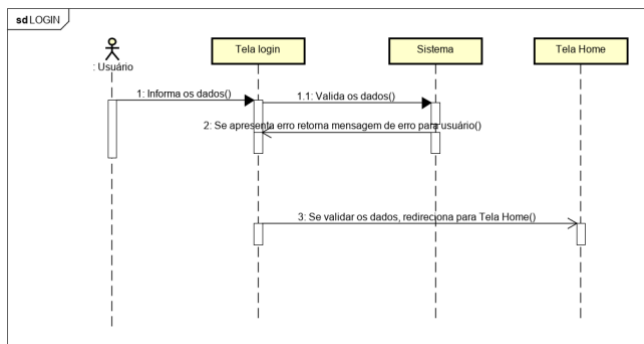 sd LOGIN
: Usuário
Tela login
Sistema
Tela Home
1: Informa os dados()
1.1: Valida os dados()
2: Se apresenta erro retorna mensagem de erro para usuário()
3: Se validar os dados, redireciona para Tela Home()